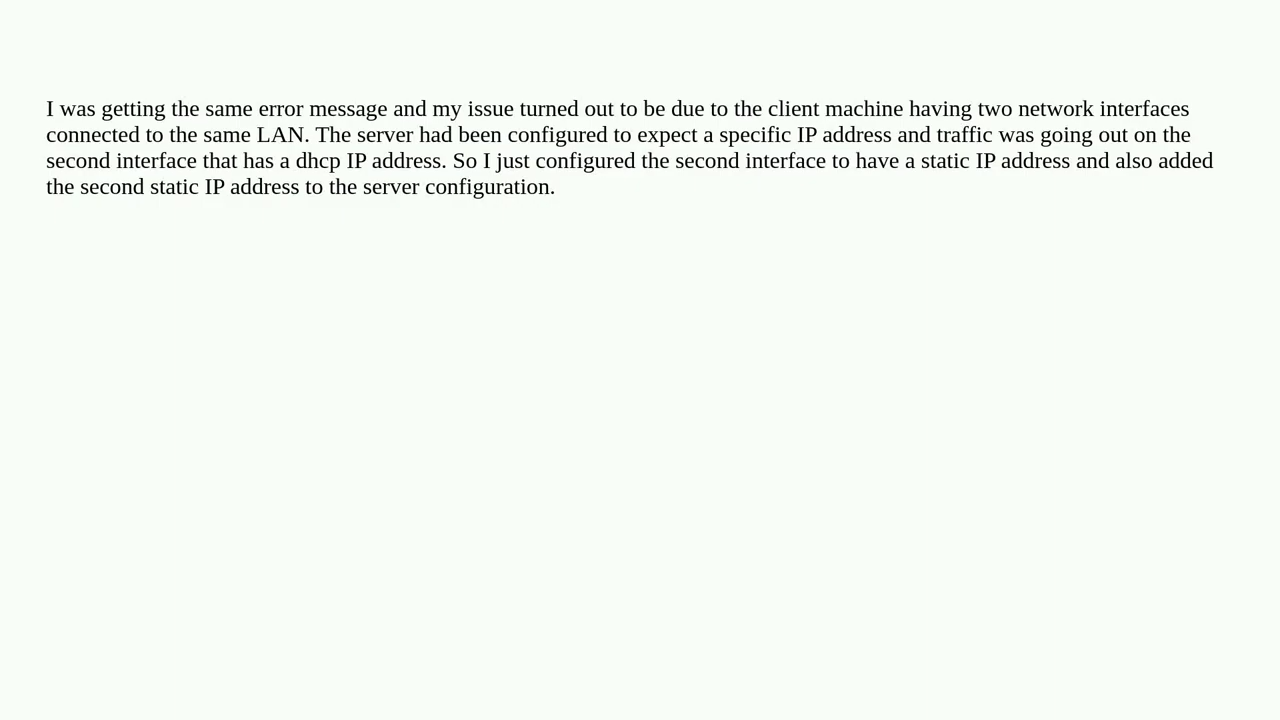 I was getting the same error message and my issue turned out to be due to the client machine having two network interfaces
connected to the same LAN. The server had been configured to expect a specific IP address and traffic was going out on the
second interface that has a dhcp IP address. So I just configured the second interface to have a static IP address and also added
the second static IP address to the server configuration.